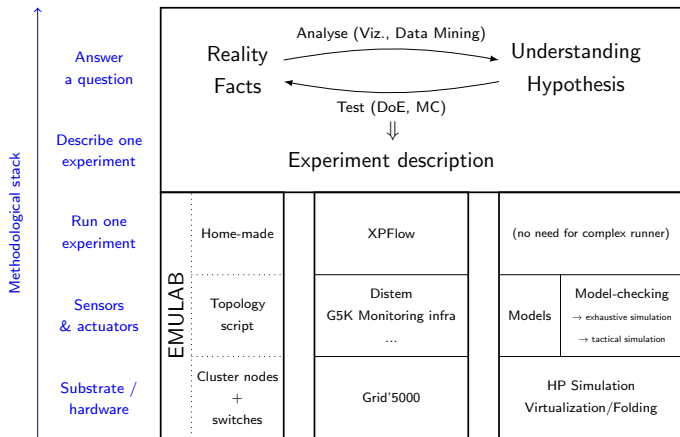 Methodological stack
Answer
a question
Reality
Facts
Analyse (Viz., Data Mining)
Understanding
Hypothesis
Test (DoE, MC)
⇓
Describe one
experiment
Experiment description
Run one
experiment
EMULAB
Home-made
XPFlow
(no need for complex runner)
Sensors
& actuators
Topology
script
Distem
G5K Monitoring infra
...
Models
Model-checking
→ exhaustive simulation
→ tactical simulation
Substrate /
hardware
Cluster nodes
+
switches
Grid'5000
HP Simulation
Virtualization/Folding